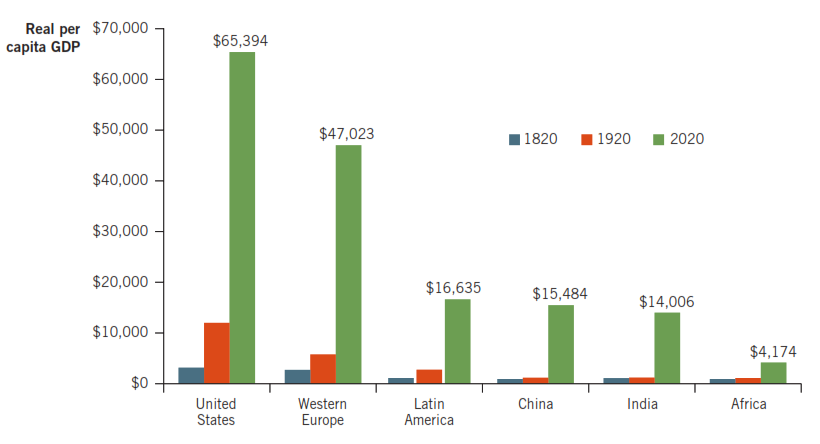 Real per
capita GDP
$70,000
$60,000
$50,000
$40,000
$30,000
$20,000
$10,000
$0
$65,394
$47,023
$16,635
$15,484
$14,006
$4,174
1820 1920 2020
United
States
Western
Europe
Latin
America
China
India
Africa